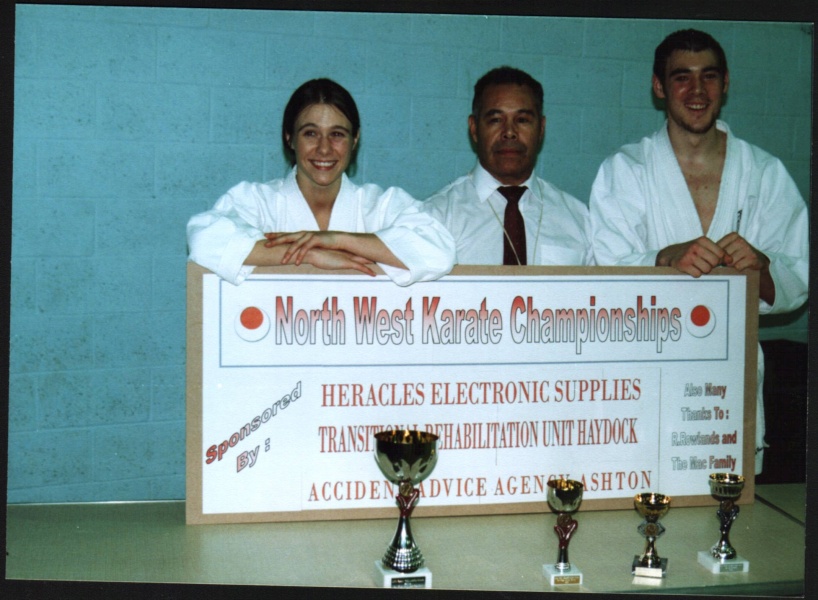 North West Karate Championships
Sponsored
By :
HERACLES ELECTRONIC SUPPLIES
TRANSITIONAL REHABILITATION UNIT HAYDOCK
ACCIDENT ADVICE AGENCY ASHTON
Also Many
Thanks To :
R.Rowlands and
The Mac Family